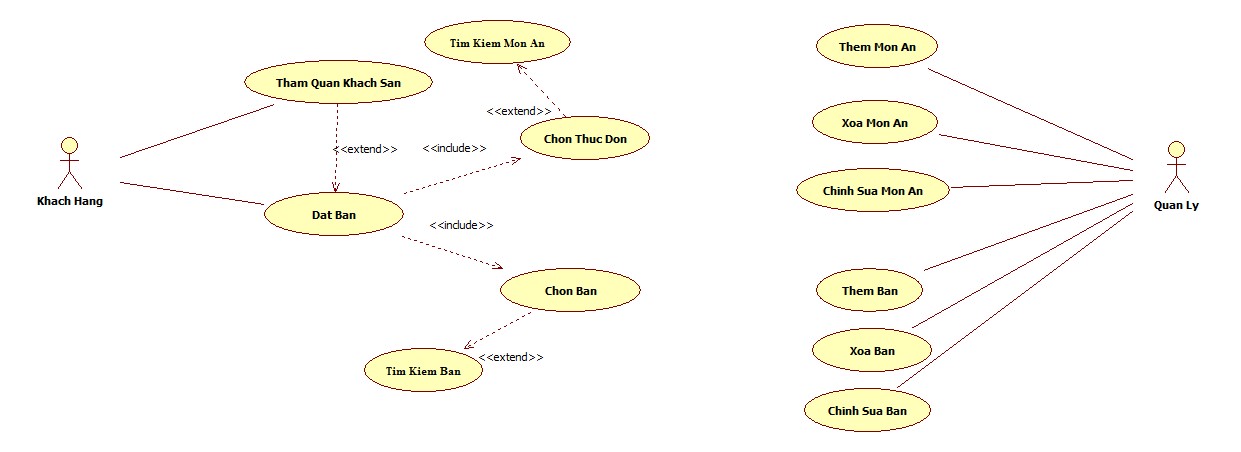 Tim Kiem Mon An
Tham Quan Khach San
<<extend>>
Chon Thuc Don
<<extend>>
<<include>>
Khach Hang
Dat Ban
<<include>>
Chon Ban
<<extend>>
Tim Kiem Ban
Them Mon An
Xoa Mon An
Chinh Sua Mon An
Quan Ly
Them Ban
Xoa Ban
Chinh Sua Ban